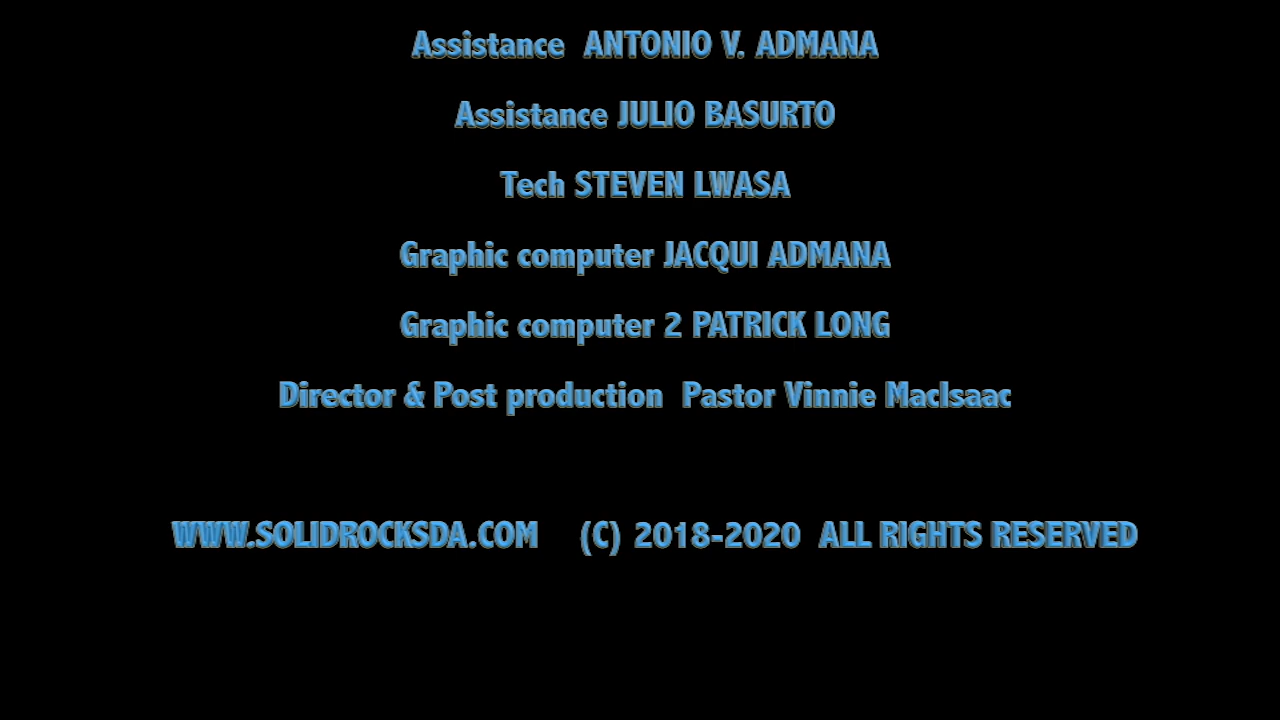 Assistance  ANTONIO V. ADMANA
Assistance JULIO BASURTO
Tech STEVEN LWASA
Graphic computer JACQUI ADMANA
Graphic computer 2 PATRICK LONG
Director & Post production  Pastor Vinnie MacIsaac
WWW.SOLIDROCKSDA.COM    (C) 2018-2020  ALL RIGHTS RESERVED